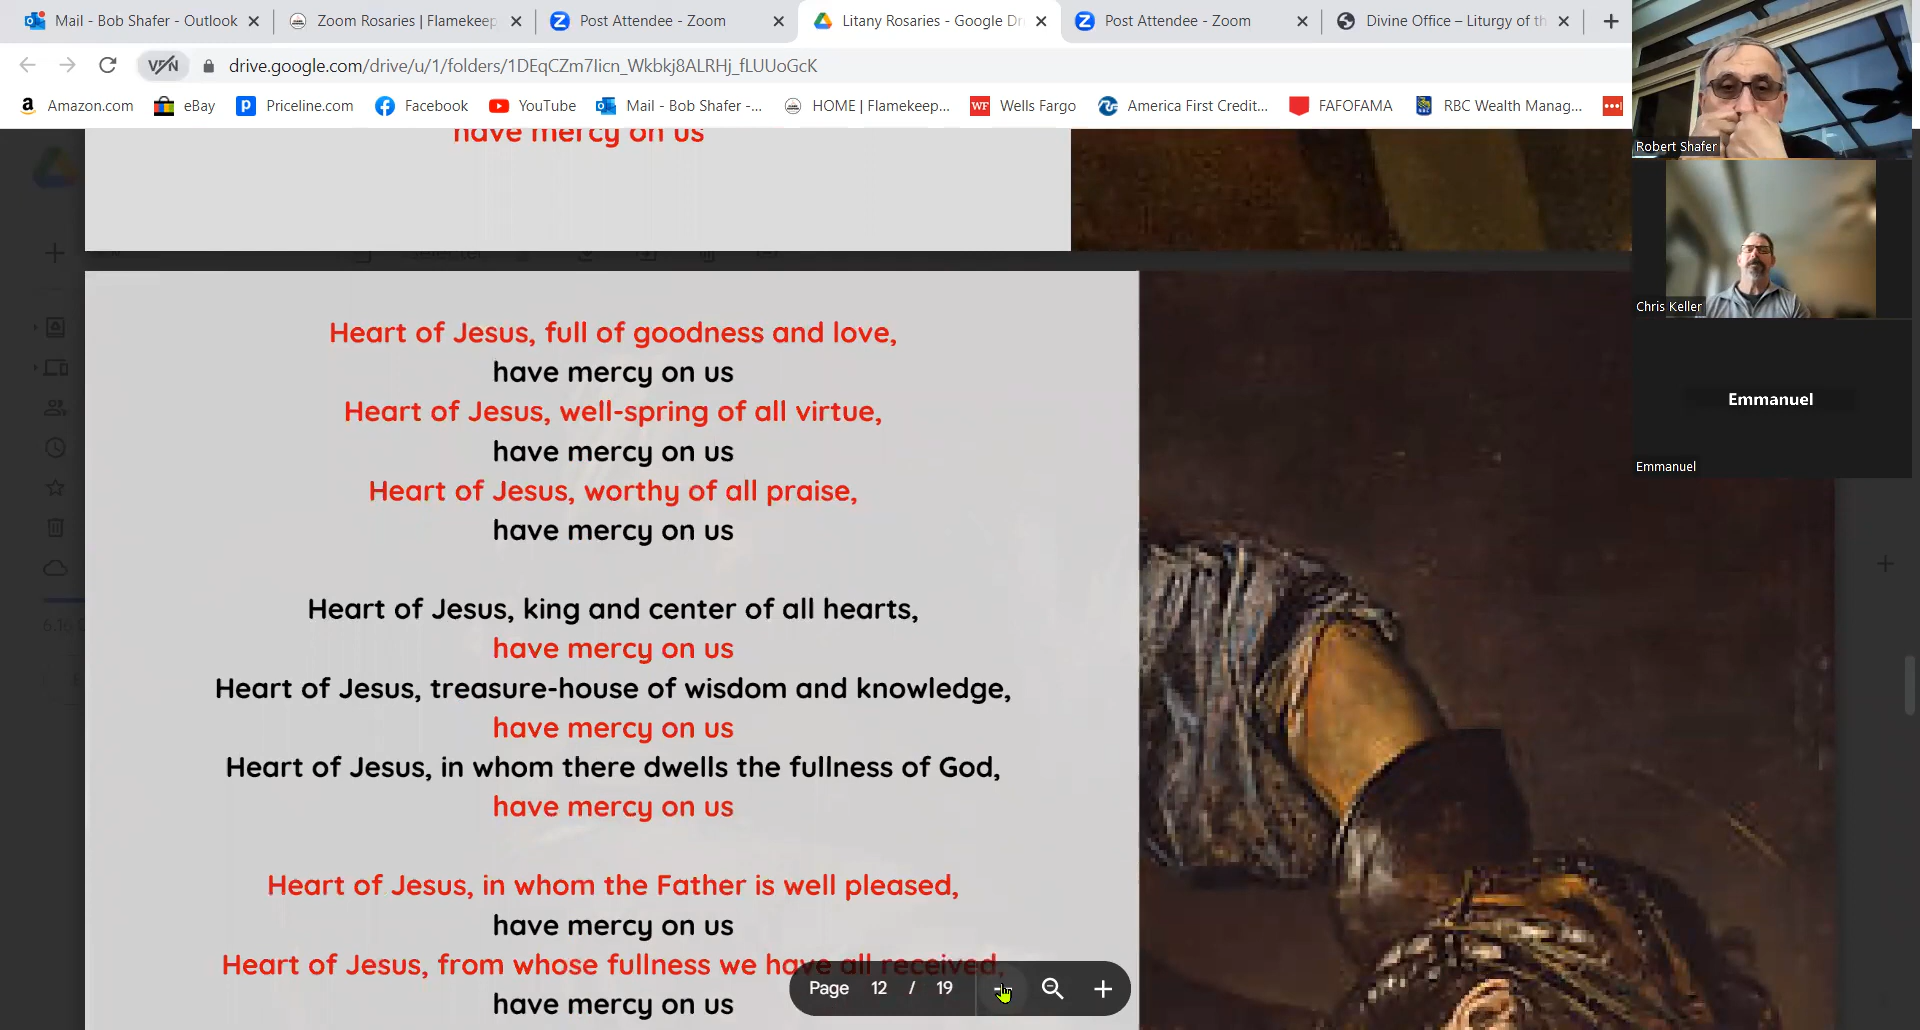 Mail - Bob Shafer - Outlook
Zoom Rosaries | Flamekeep
Post Attendee - Zoom
Litany Rosaries - Google Dr
Post Attendee - Zoom
Divine Office – Liturgy of th
VPN
drive.google.com/drive/u/1/folders/1DEqCZm7Iicn_Wkbkj8ALRHj_fLUUoGcK
Amazon.com
eBay
Priceline.com
Facebook
YouTube
Mail - Bob Shafer -...
HOME | Flamekeep...
WF Wells Fargo
America First Credit...
FAFOFAMA
RBC Wealth Manag...
have mercy on us
Heart of Jesus, full of goodness and love,
have mercy on us
Heart of Jesus, well-spring of all virtue,
have mercy on us
Heart of Jesus, worthy of all praise,
have mercy on us
Heart of Jesus, king and center of all hearts,
have mercy on us
Heart of Jesus, treasure-house of wisdom and knowledge,
have mercy on us
Heart of Jesus, in whom there dwells the fullness of God,
have mercy on us
Heart of Jesus, in whom the Father is well pleased,
have mercy on us
Heart of Jesus, from whose fullness we have all received,
have mercy on us
Page 12 / 19
Robert Shafer
Chris Keller
Emmanuel
Emmanuel